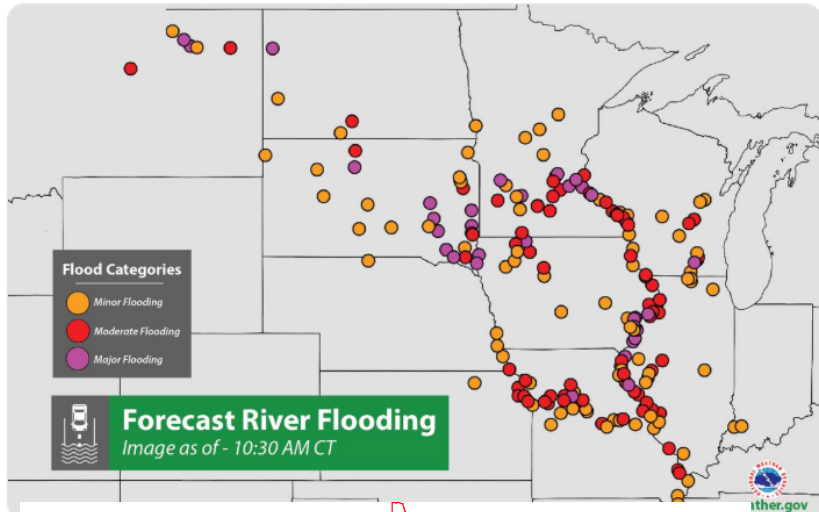 Flood Categories
Minor Flooding
Moderate Flooding
Major Flooding
Forecast River Flooding
Image as of - 10:30 AM CT
ather.gov